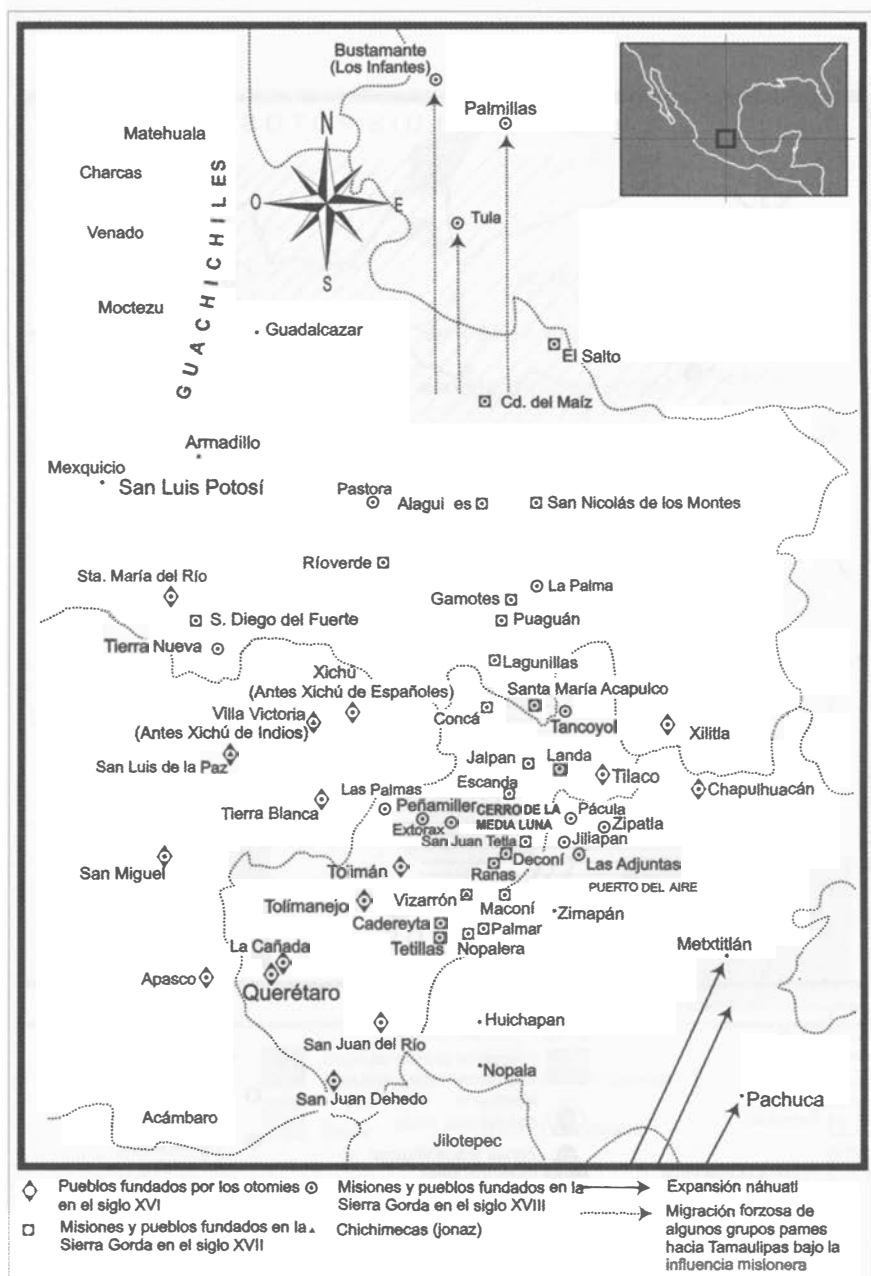 Bustamante
(Los Infantes)
Palmillas
Matehuala
N
Charcas
O
E
Tula
Venado
S
GUACHICHILES
Moctezu
Guadalcazar
El Salto
Cd. del Maíz
Armadillo
Mexquicio
San Luis Potosí
Pastora
Alagui es
San Nicolás de los Montes
Ríoverde
Sta. María del Río
La Palma
Gamotes
S. Diego del Fuerte
Puaguán
Tierra Nueva
Lagunillas
Xichú
(Antes Xichú de Españoles)
Santa María Acapulco
Villa Victoria
(Antes Xichú de Indios)
Concá
Tancoyol
Xilitla
San Luis de la Paz
Jalpan
Landa
Tilaco
Escanda
Chapulhuacán
Las Palmas
Tierra Blanca
Peñamiller
CERRO DE LA
MEDIA LUNA
Pácula
Extorax
Zipatla
San Juan Tetla
Jiliapan
San Miguel
Tolimán
Deconí
Ranas
Las Adjuntas
PUERTO DEL AIRE
Tolímanejo
Vizarrón
Maconí
Zimapán
Cadereyta
Palmar
Tetillas
Nopalera
La Cañada
Metxtitlán
Apasco
Querétaro
Huichapan
San Juan del Río
Nopala
San Juan Dehedo
Pachuca
Acámbaro
Jilotepec
Pueblos fundados por los otomies
en el siglo XVI
Misiones y pueblos fundados en la
Sierra Gorda en el siglo XVII
Misiones y pueblos fundados en la
Sierra Gorda en el siglo XVIII
Chichimecas (jonaz)
Expansión náhuatl
Migración forzosa de
algunos grupos pames
hacia Tamaulipas bajo la
influencia misionera